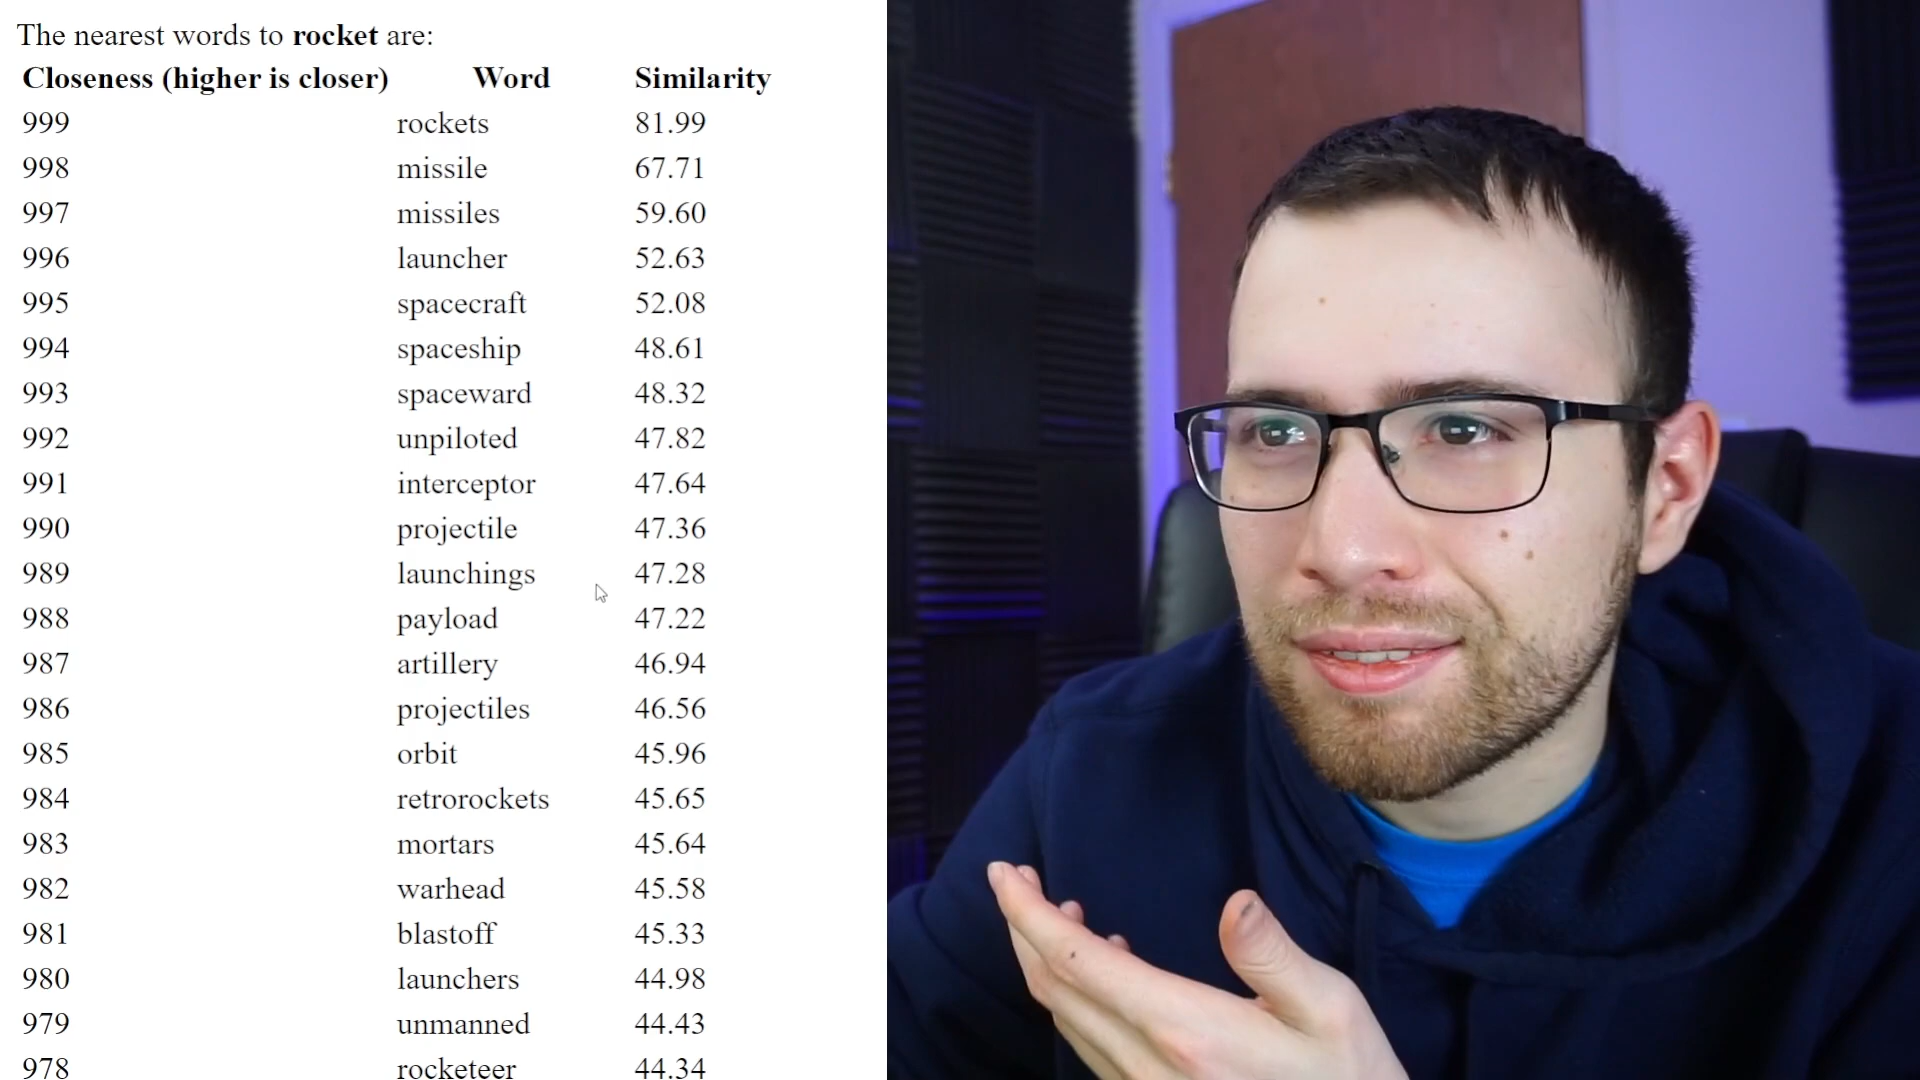 The nearest words to rocket are:
Closeness (higher is closer) Word Similarity
999 rockets 81.99
998 missile 67.71
997 missiles 59.60
996 launcher 52.63
995 spacecraft 52.08
994 spaceship 48.61
993 spaceward 48.32
992 unpiloted 47.82
991 interceptor 47.64
990 projectile 47.36
989 launchings 47.28
988 payload 47.22
987 artillery 46.94
986 projectiles 46.56
985 orbit 45.96
984 retrorockets 45.65
983 mortars 45.64
982 warhead 45.58
981 blastoff 45.33
980 launchers 44.98
979 unmanned 44.43
978 rocketeer 44.34